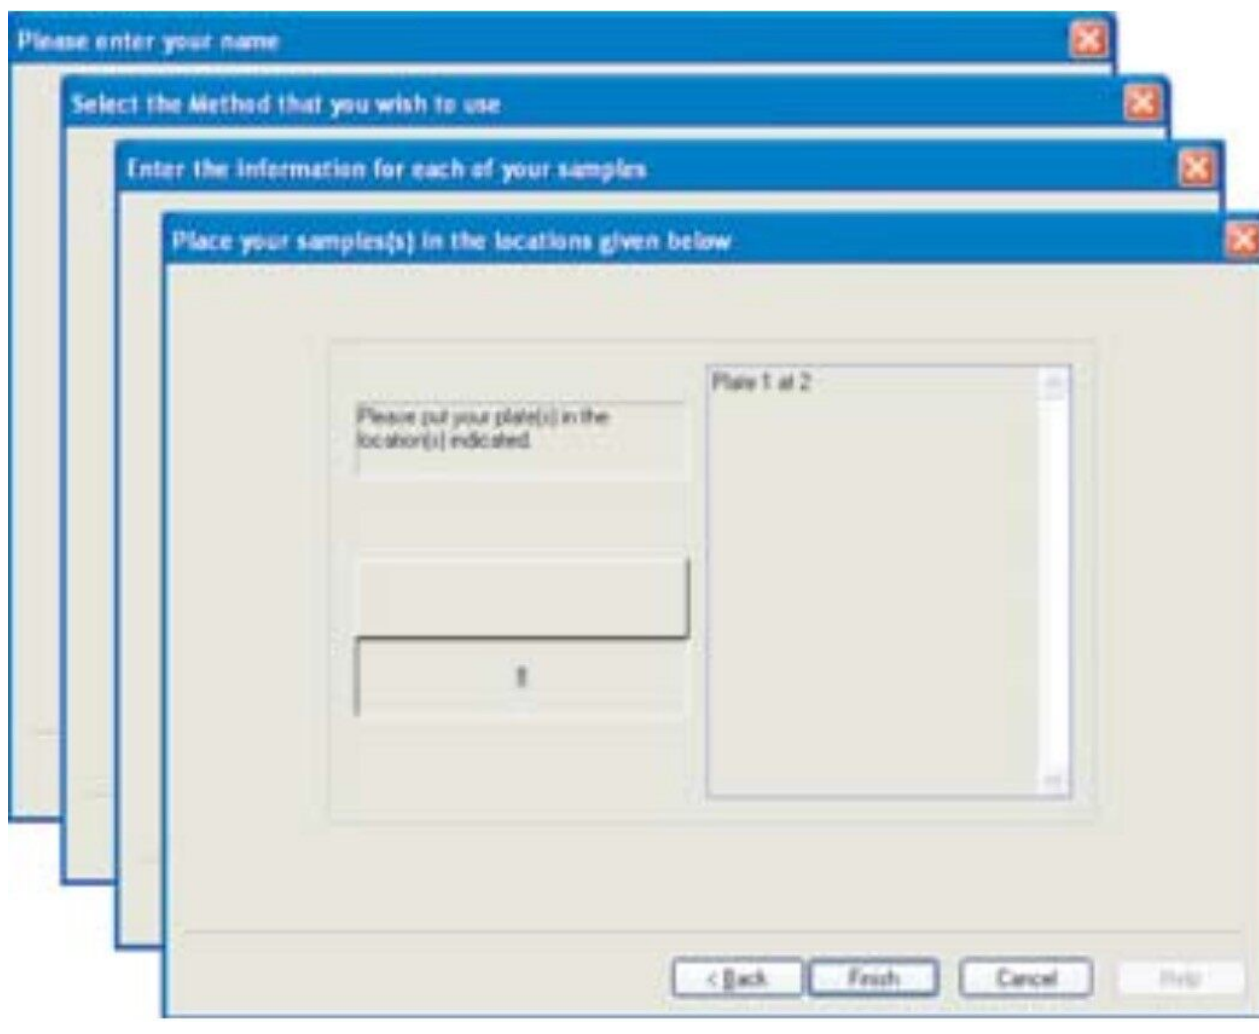 Please enter your name
Select the Method that you wish to use
Enter the information for each of your samples
Place your samples(s) in the locations given below
Please put your plate(s) in the
location(s) indicated.
Plate 1 at 2
1
< Back
Finish
Cancel
Help